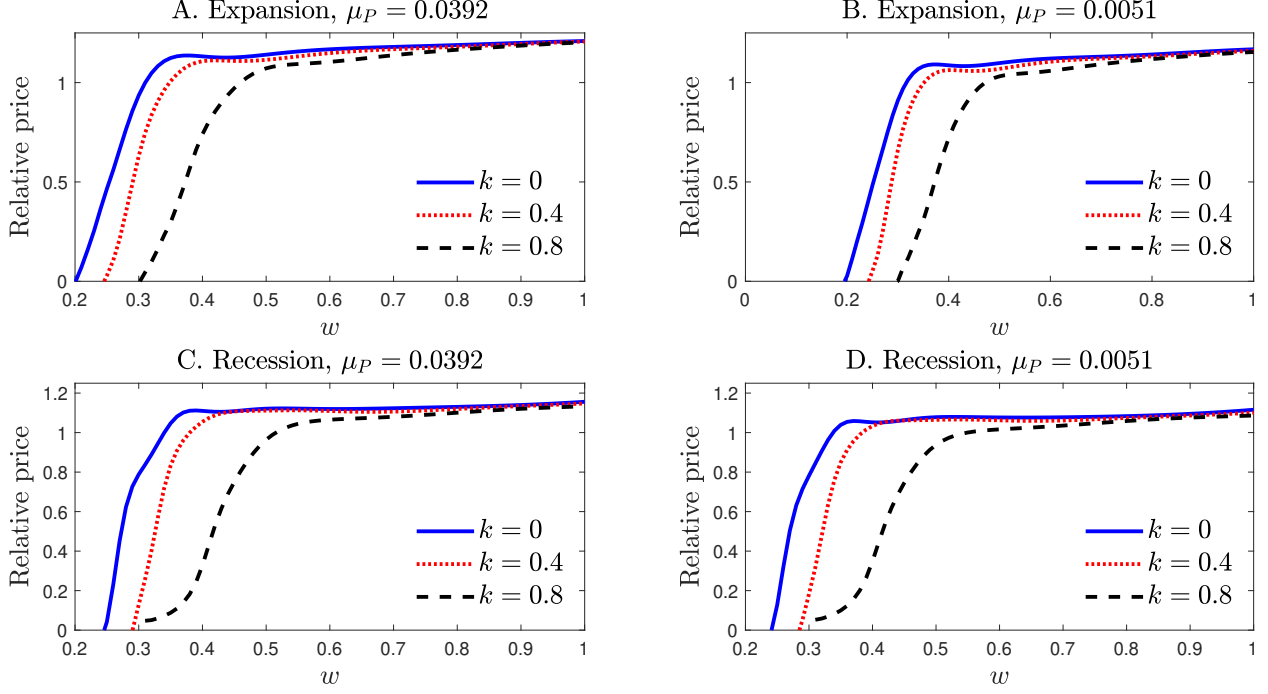 A. Expansion, μ_P = 0.0392
Relative price
1
0.5
0
k = 0
k = 0.4
k = 0.8
0.2 0.3 0.4 0.5 0.6 0.7 0.8 0.9 1
w
B. Expansion, μ_P = 0.0051
Relative price
1
0.5
0
k = 0
k = 0.4
k = 0.8
0 0.2 0.4 0.6 0.8 1
w
C. Recession, μ_P = 0.0392
Relative price
1.2
1
0.8
0.6
0.4
0.2
0
k = 0
k = 0.4
k = 0.8
0.2 0.3 0.4 0.5 0.6 0.7 0.8 0.9 1
w
D. Recession, μ_P = 0.0051
Relative price
1.2
1
0.8
0.6
0.4
0.2
0
k = 0
k = 0.4
k = 0.8
0.2 0.3 0.4 0.5 0.6 0.7 0.8 0.9 1
w